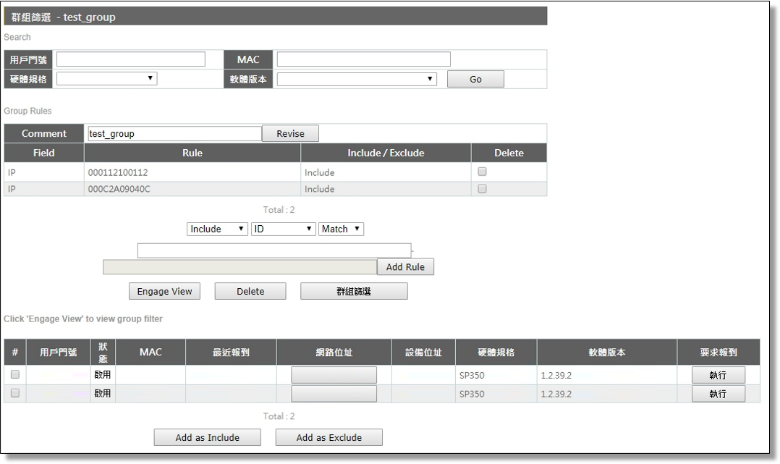 群組篩選 - test_group
Search
用戶門號 MAC
硬體規格 軟體版本 Go
Group Rules
Comment test_group Revise
Field Rule Include / Exclude Delete
IP 000112100112 Include
IP 000C2A09040C Include
Total : 2
Include ID Match
-
Add Rule
Engage View Delete 群組篩選
Click 'Engage View' to view group filter
# 用戶門號 狀態 MAC 最近報到 網路位址 設備位址 硬體規格 軟體版本 要求報到
啟用 SP350 1.2.39.2 執行
啟用 SP350 1.2.39.2 執行
Total : 2
Add as Include Add as Exclude